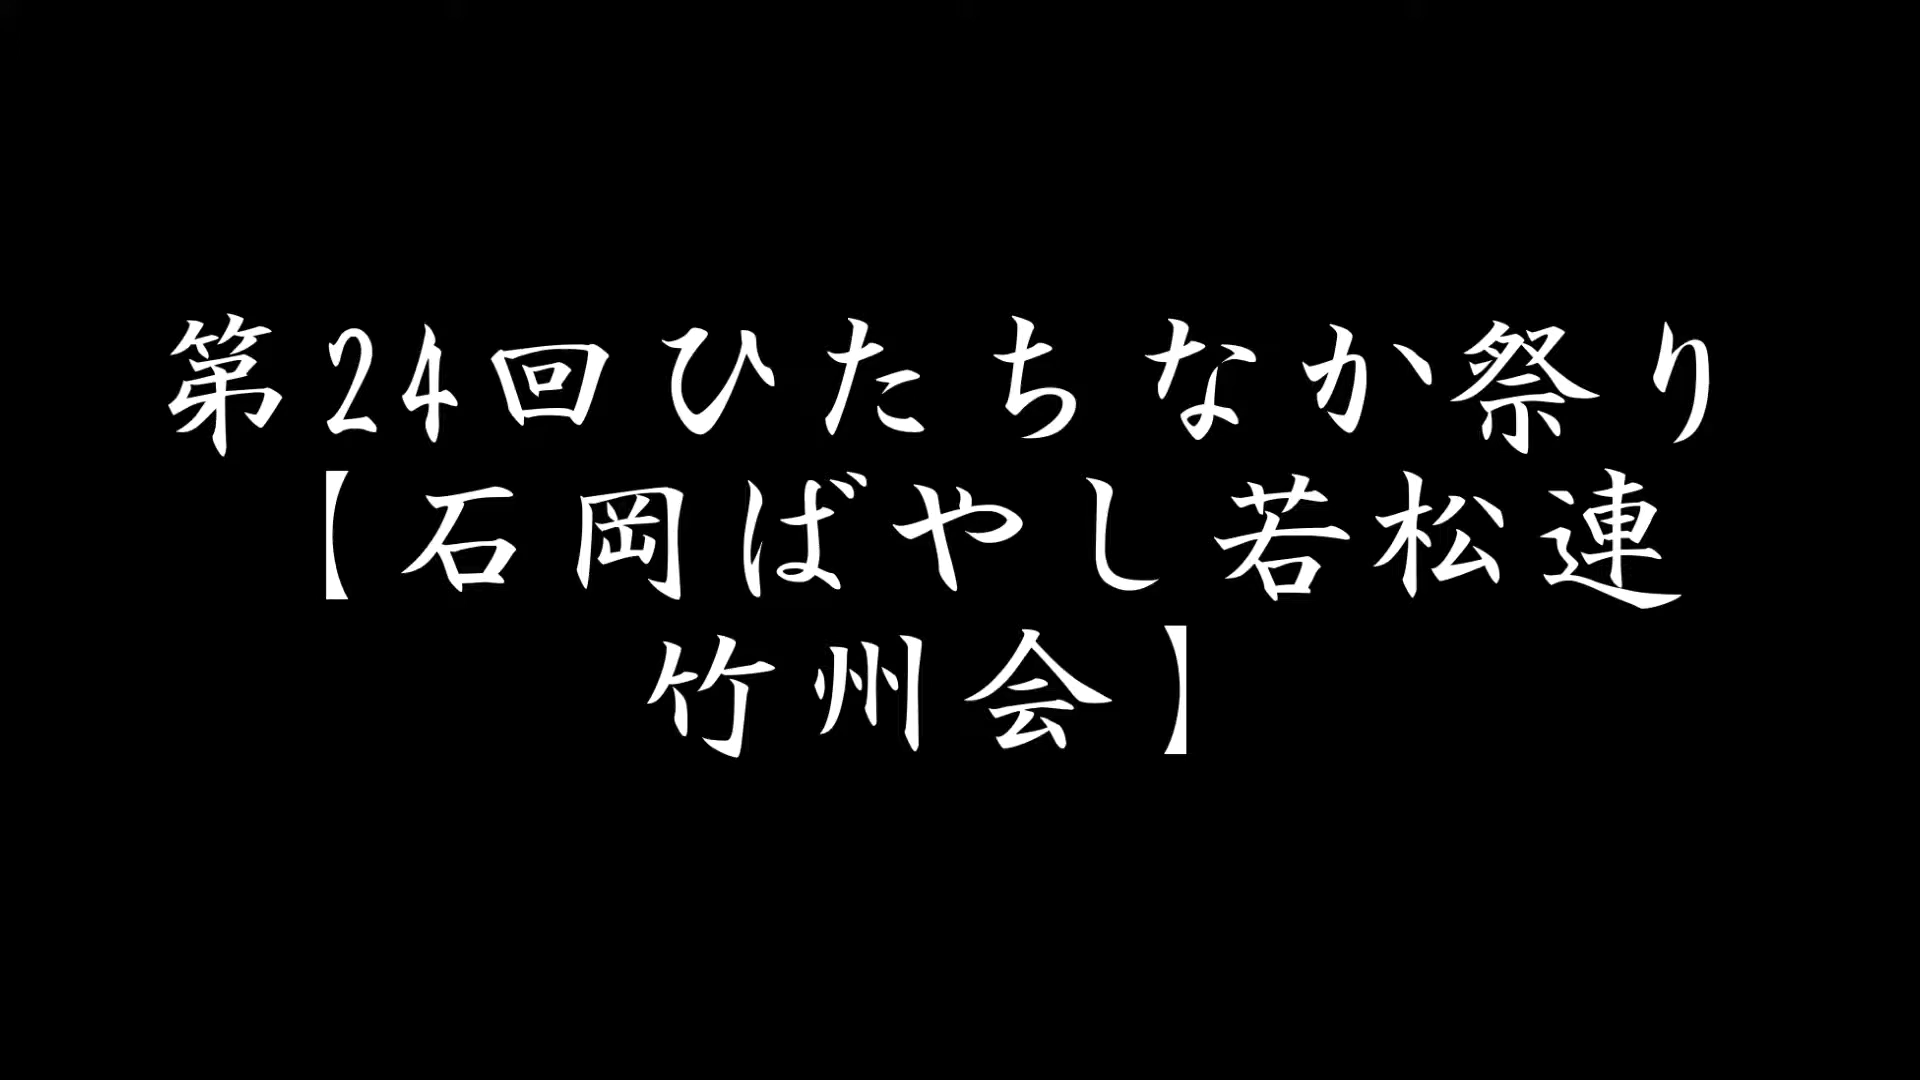 第24回ひたちなか祭り
【石岡ばやし若松連
竹州会】